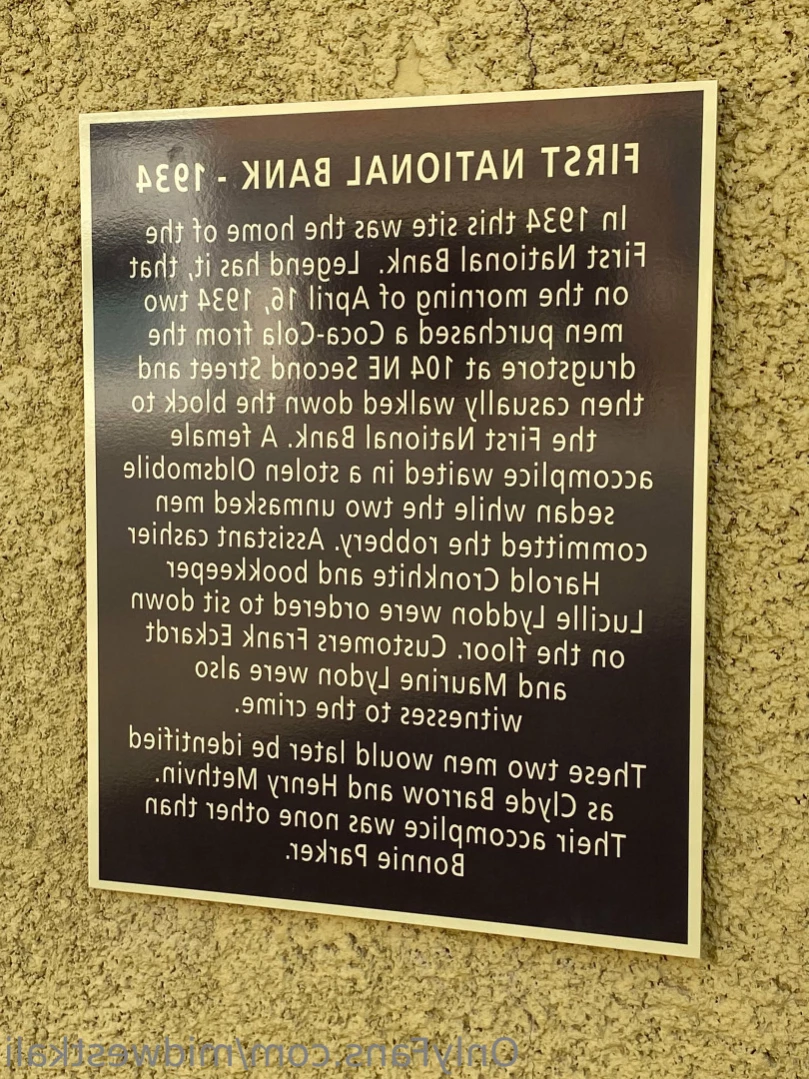 FIRST NATIONAL BANK - 1934
In 1934 this site was the home of the
First National Bank. Legend has it, that
on the morning of April 16, 1934 two
men purchased a Coca-Cola from the
drugstore at 104 NE Second Street and
then casually walked down the block to
the First National Bank. A female
accomplice waited in a stolen Oldsmobile
sedan while the two unmasked men
committed the robbery. Assistant cashier
Harold Cronkhite and bookkeeper
Lucille Lyddon were ordered to sit down
on the floor. Customers Frank Eckardt
and Maurine Lydon were also
witnesses to the crime.
These two men would later be identified
as Clyde Barrow and Henry Methvin.
Their accomplice was none other than
Bonnie Parker.
OnlyFans.com/midwestkali